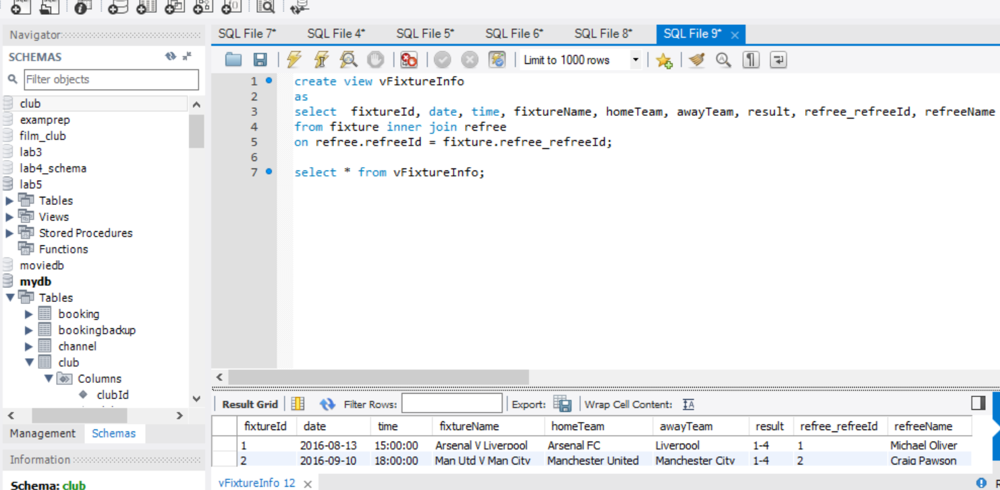 Navigator
SQL File 7* SQL File 4* SQL File 5* SQL File 6* SQL File 8* SQL File 9* ×
SCHEMAS
Filter objects
club
examprep
film_club
lab3
lab4_schema
lab5
Tables
Views
Stored Procedures
Functions
moviedb
mydb
Tables
booking
bookingbackup
channel
club
Columns
clubId
Management Schemas
Information
Schema: club
Limit to 1000 rows
1 create view vFixtureInfo
2 as
3 select fixtureId, date, time, fixtureName, homeTeam, awayTeam, result, refree_refreeId, refreeName
4 from fixture inner join refree
5 on refree.refreeId = fixture.refree_refreeId;
6
7 select * from vFixtureInfo;
Result Grid Filter Rows: Export: Wrap Cell Content:
fixtureId date time fixtureName homeTeam awayTeam result refree_refreeId refreeName
1 2016-08-13 15:00:00 Arsenal V Liverpool Arsenal FC Liverpool 1-4 1 Michael Oliver
2 2016-09-10 18:00:00 Man Utd V Man City Manchester United Manchester City 1-4 2 Craig Pawson
vFixtureInfo 12 ×